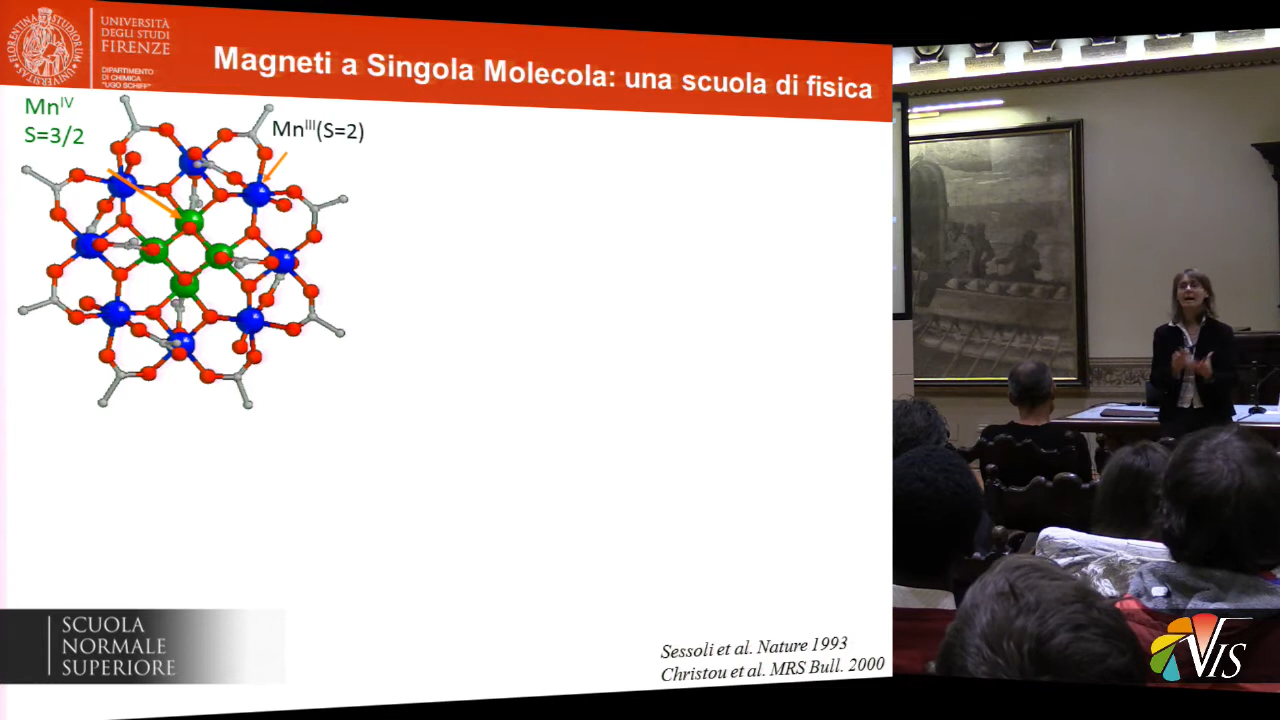 UNIVERSITÀ
DEGLI STUDI
FIRENZE
DIPARTIMENTO
DI CHIMICA
"UGO SCHIFF"
Magneti a Singola Molecola: una scuola di fisica
Mn^IV
S=3/2
Mn^III(S=2)
SCUOLA
NORMALE
SUPERIORE
Sessoli et al. Nature 1993
Christou et al. MRS Bull. 2000
VIS